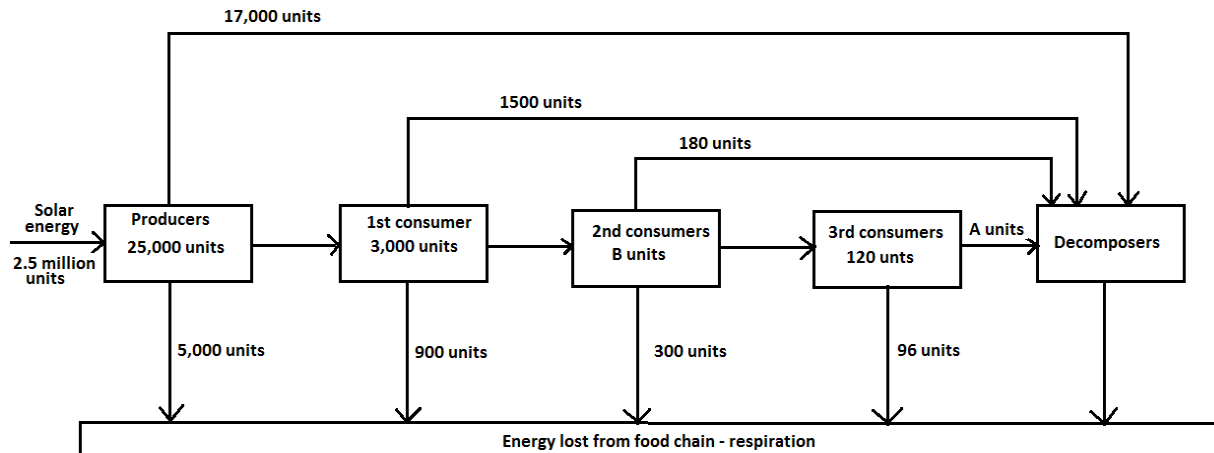 17,000 units
1500 units
180 units
Solar
energy
2.5 million
units
Producers
25,000 units
1st consumer
3,000 units
2nd consumers
B units
3rd consumers
120 unts
A units
Decomposers
5,000 units
900 units
300 units
96 units
Energy lost from food chain - respiration